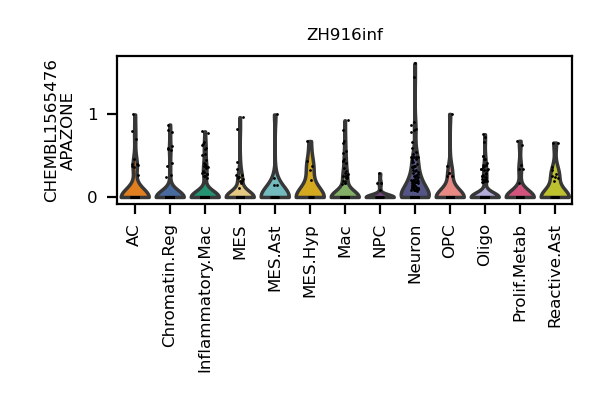 ZH916inf
CHEMBL1565476
APAZONE
1
0
AC
Chromatin.Reg
Inflammatory.Mac
MES
MES.Ast
MES.Hyp
Mac
NPC
Neuron
OPC
Oligo
Prolif.Metab
Reactive.Ast